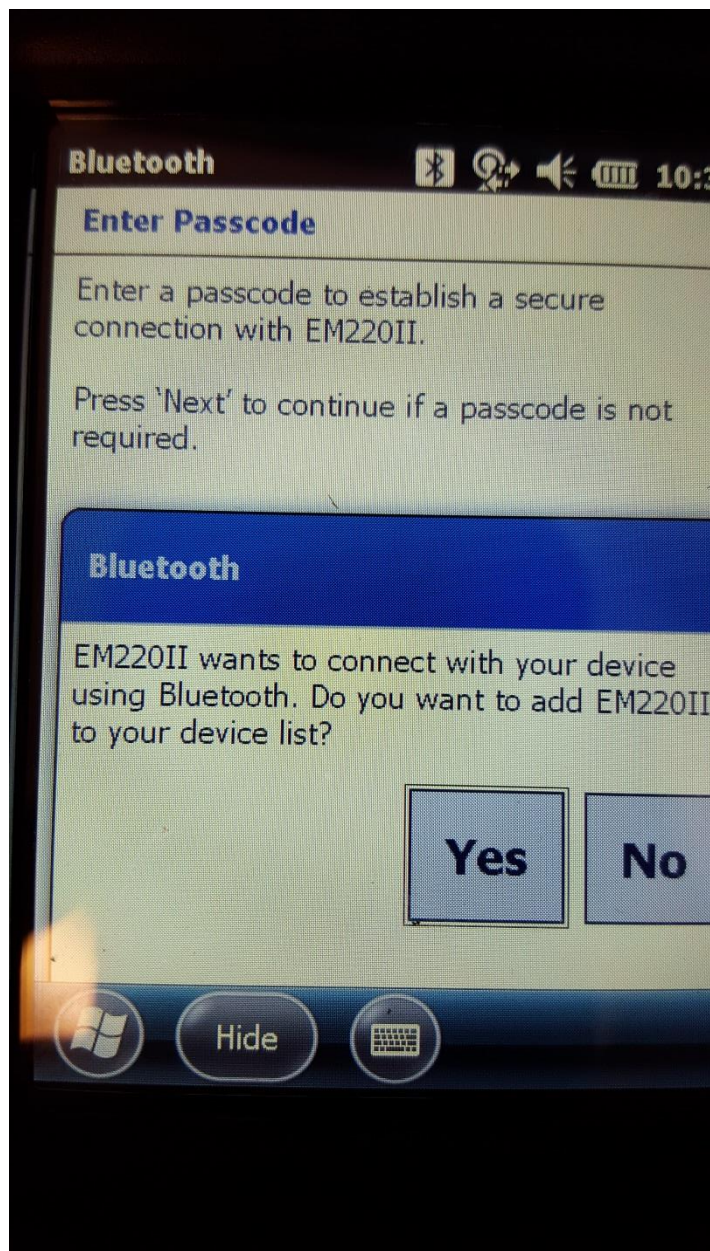 Bluetooth
10:3
Enter Passcode
Enter a passcode to establish a secure
connection with EM220II.
Press 'Next' to continue if a passcode is not
required.
Bluetooth
EM220II wants to connect with your device
using Bluetooth. Do you want to add EM220II
to your device list?
Yes No
Hide